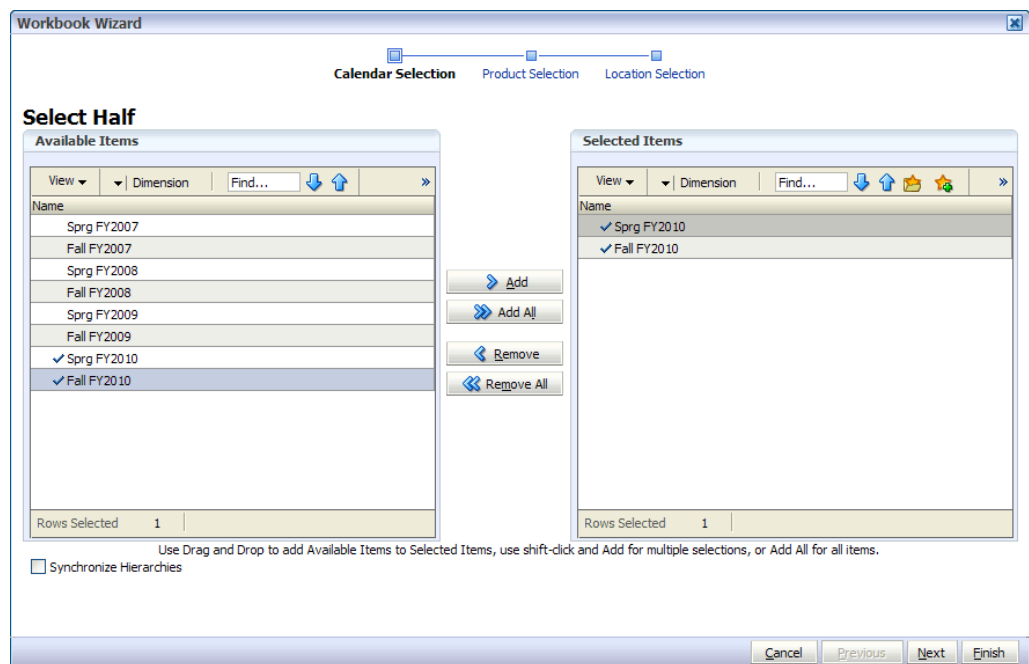 Workbook Wizard
Calendar Selection Product Selection Location Selection
Select Half
Available Items
View Dimension Find... »
Name
Sprg FY2007
Fall FY2007
Sprg FY2008
Fall FY2008
Sprg FY2009
Fall FY2009
Sprg FY2010
Fall FY2010
Rows Selected 1
Add
Add All
Remove
Remove All
Selected Items
View Dimension Find... »
Name
Sprg FY2010
Fall FY2010
Rows Selected 1
Use Drag and Drop to add Available Items to Selected Items, use shift-click and Add for multiple selections, or Add All for all items.
Synchronize Hierarchies
Cancel Previous Next Finish